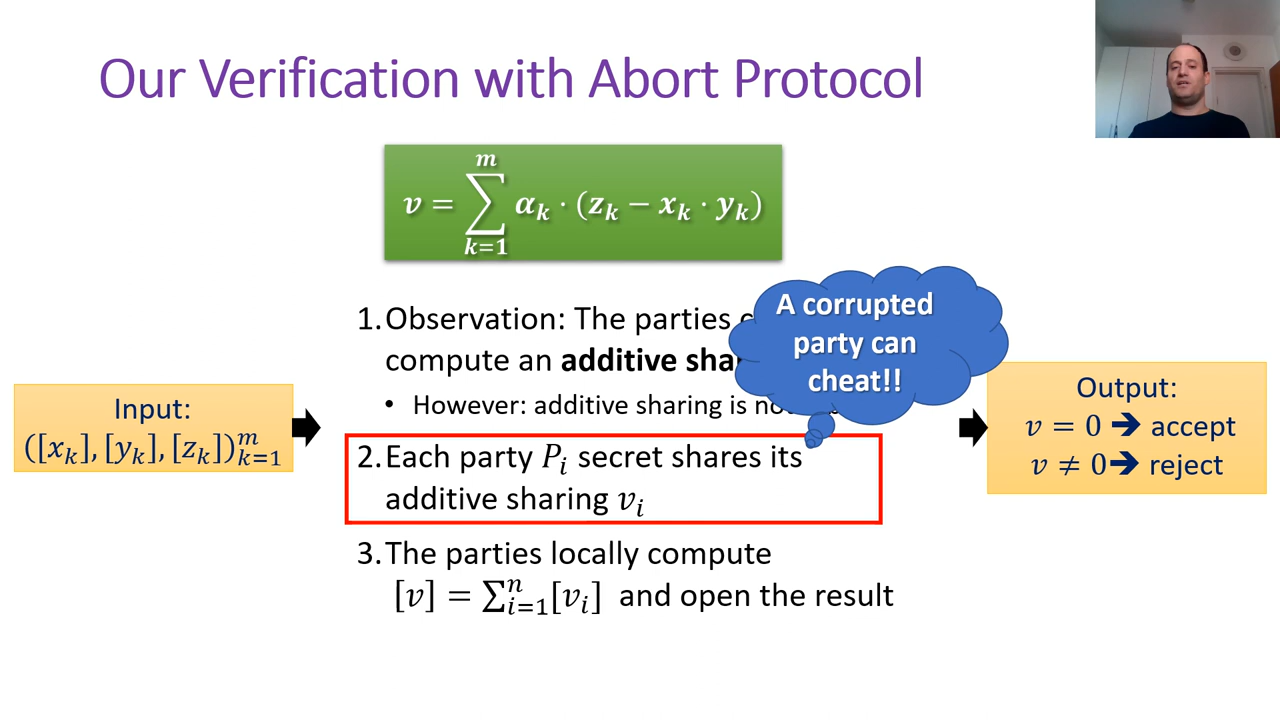 Our Verification with Abort Protocol
v = ∑_{k=1}^{m} α_k · (z_k − x_k · y_k)
1. Observation: The parties
compute an additive
• However: additive sharing is
A corrupted
party can
cheat!!
Input:
([x_k], [y_k], [z_k])_{k=1}^{m}
2. Each party P_i secret shares its
additive sharing v_i
3. The parties locally compute
[v] = ∑_{i=1}^{n} [v_i] and open the result
Output:
v = 0 ➔ accept
v ≠ 0 ➔ reject